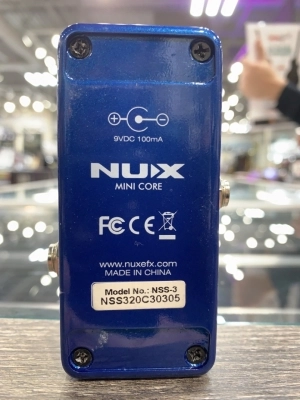 9VDC 100mA
NUX
MINI CORE
FC CE
www.nuxefx.com
MADE IN CHINA
Model No.: NSS-3
NSS320C30305